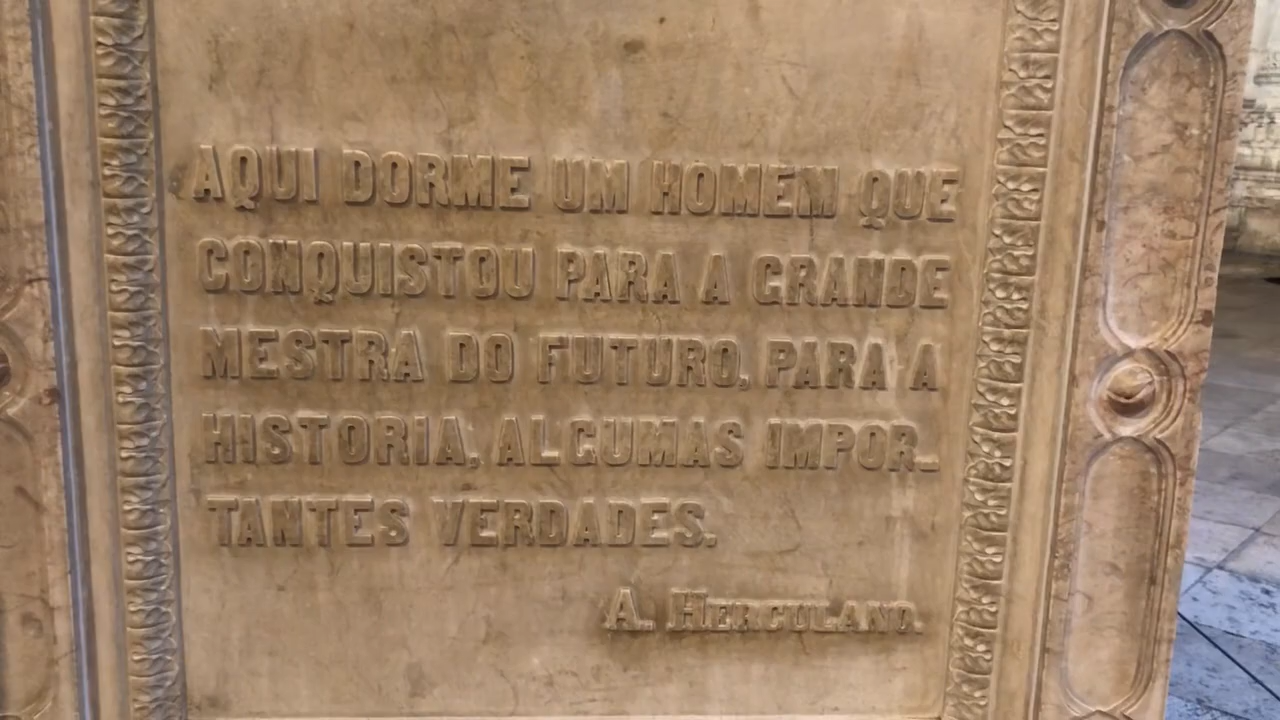 AQUI DORME UM HOMEM QUE
CONQUISTOU PARA A GRANDE
MESTRA DO FUTURO, PARA A
HISTORIA, ALGUMAS IMPOR-
TANTES VERDADES.
A. HERCULANO.